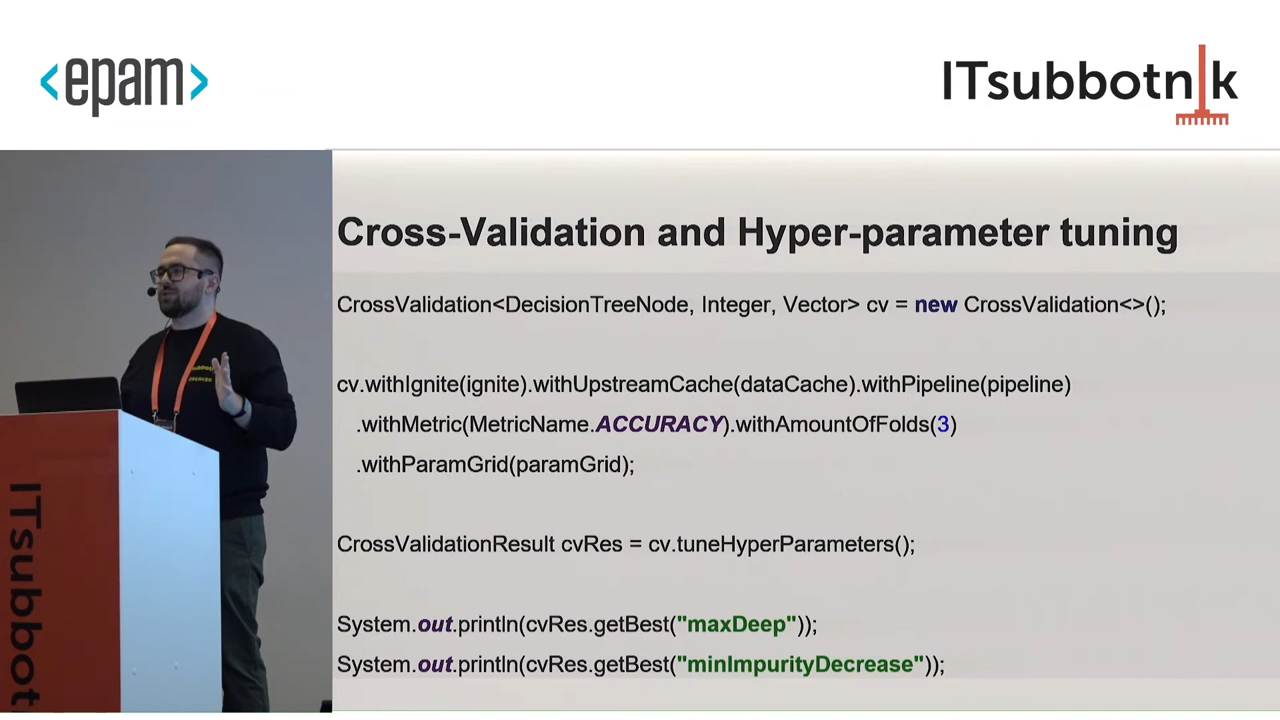 <epam>
ITsubbotnik
Cross-Validation and Hyper-parameter tuning
CrossValidation<DecisionTreeNode, Integer, Vector> cv = new CrossValidation<>();
cv.withIgnite(ignite).withUpstreamCache(dataCache).withPipeline(pipeline)
.withMetric(MetricName.ACCURACY).withAmountOfFolds(3)
.withParamGrid(paramGrid);
CrossValidationResult cvRes = cv.tuneHyperParameters();
System.out.println(cvRes.getBest("maxDeep"));
System.out.println(cvRes.getBest("minImpurityDecrease"));
ITsubbot